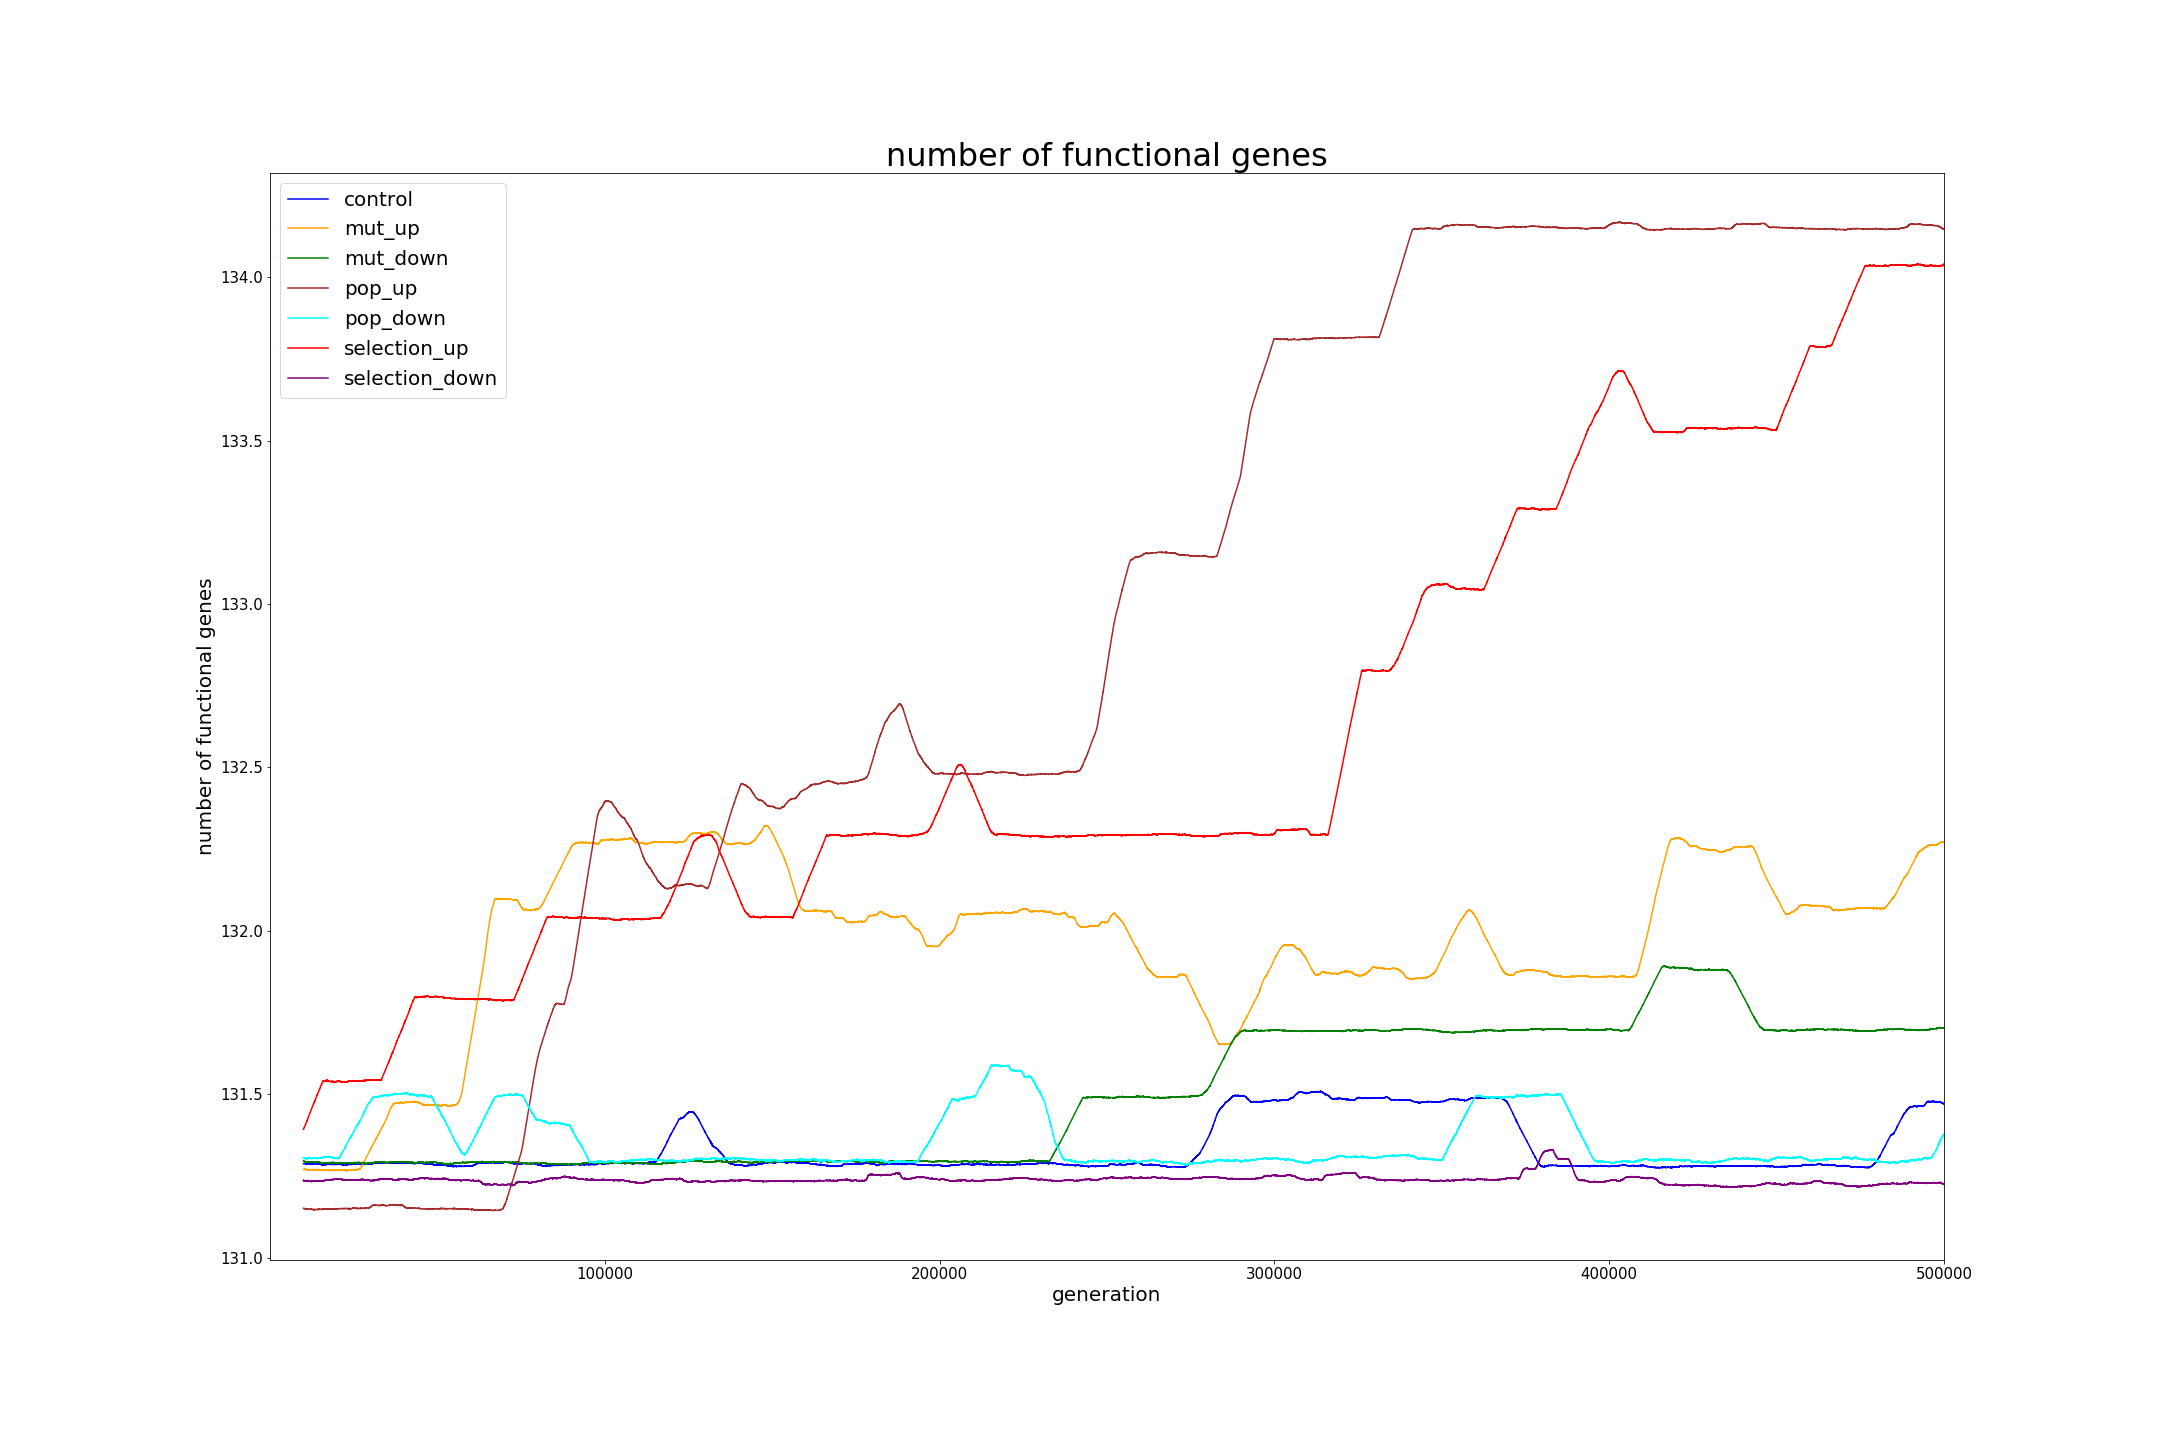 number of functional genes
control
mut_up
mut_down
pop_up
pop_down
selection_up
selection_down
134.0
133.5
133.0
132.5
132.0
131.5
131.0
number of functional genes
100000 200000 300000 400000 500000
generation